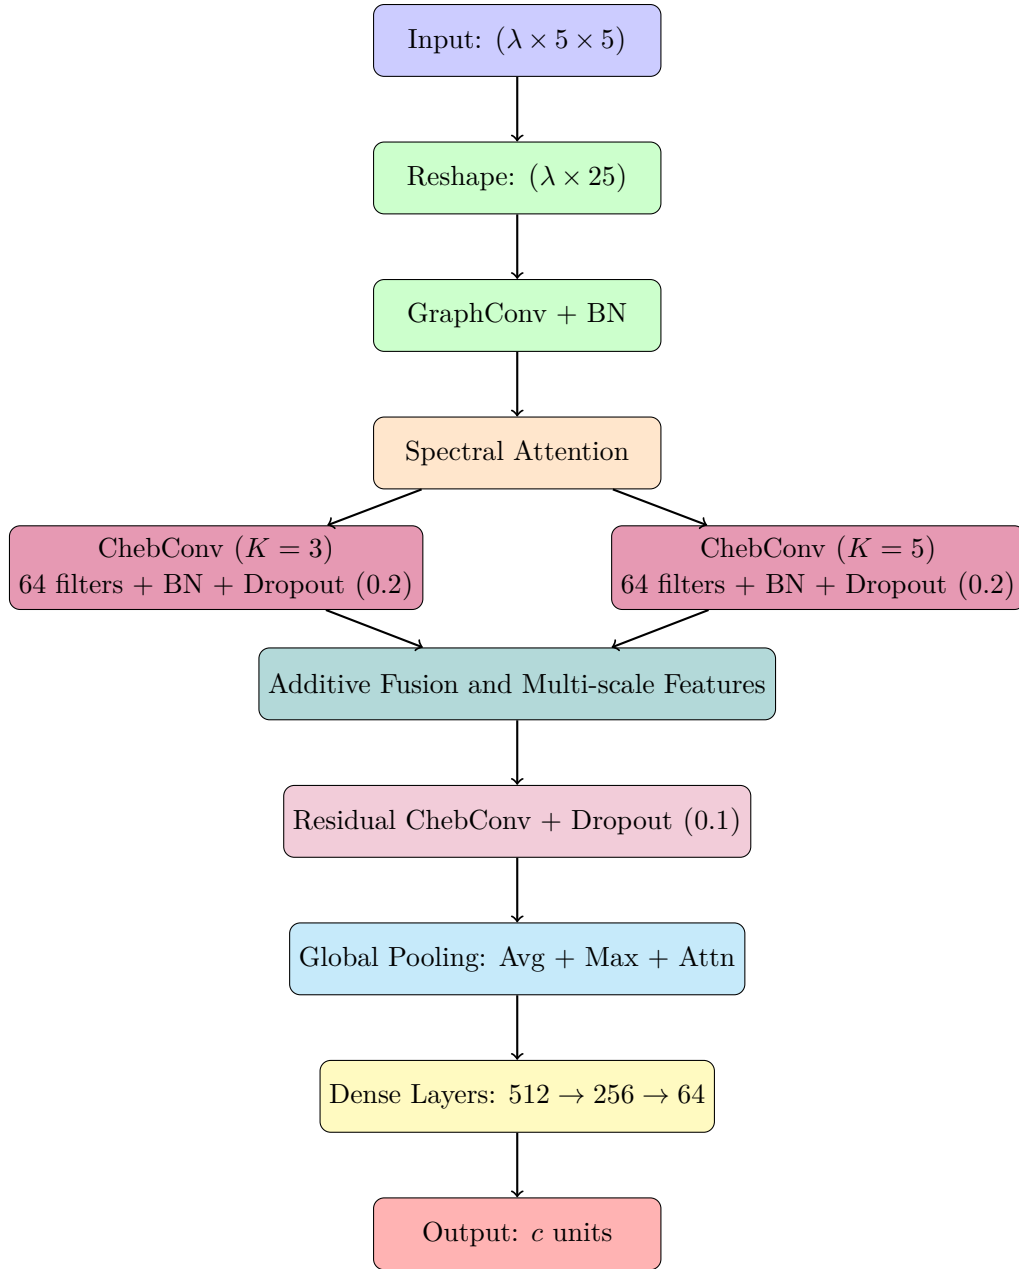 Input: (λ × 5 × 5)
Reshape: (λ × 25)
GraphConv + BN
Spectral Attention
ChebConv (K = 3)
64 filters + BN + Dropout (0.2)
ChebConv (K = 5)
64 filters + BN + Dropout (0.2)
Additive Fusion and Multi-scale Features
Residual ChebConv + Dropout (0.1)
Global Pooling: Avg + Max + Attn
Dense Layers: 512 → 256 → 64
Output: c units